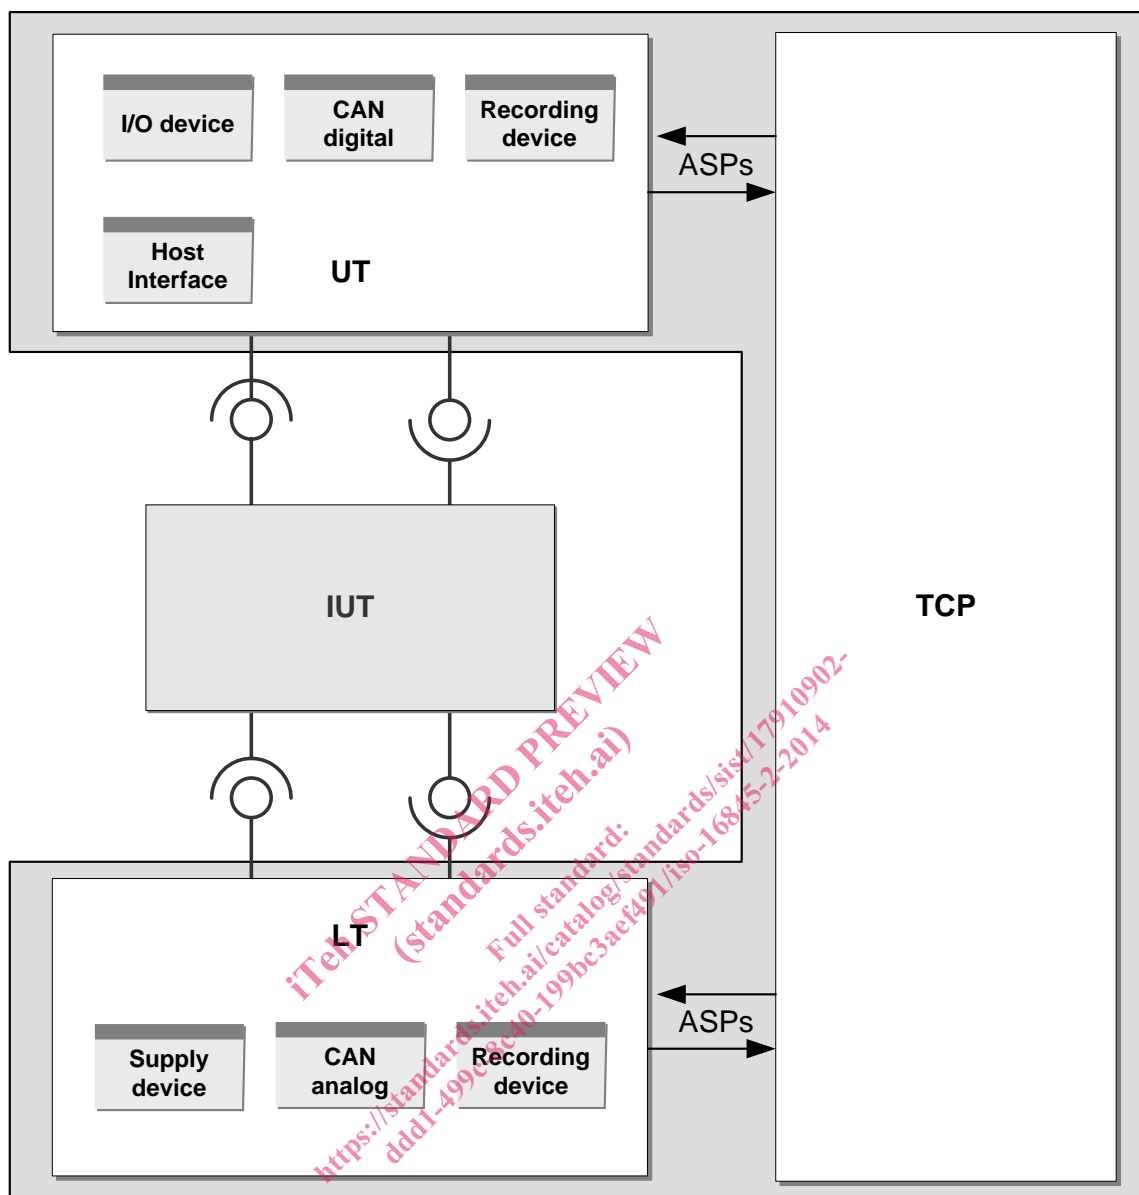 I/O device
CAN
digital
Recording
device
ASPs
Host
Interface
UT
IUT
TCP
LT
ASPs
Supply
device
CAN
analog
Recording
device
iTeh STANDARD PREVIEW
(standards.iteh.ai)
Full standard:
https://standards.iteh.ai/catalog/standards/sist/17910902-
ddd1-499c-8c40-199bc3aef491/iso-16845-2-2014